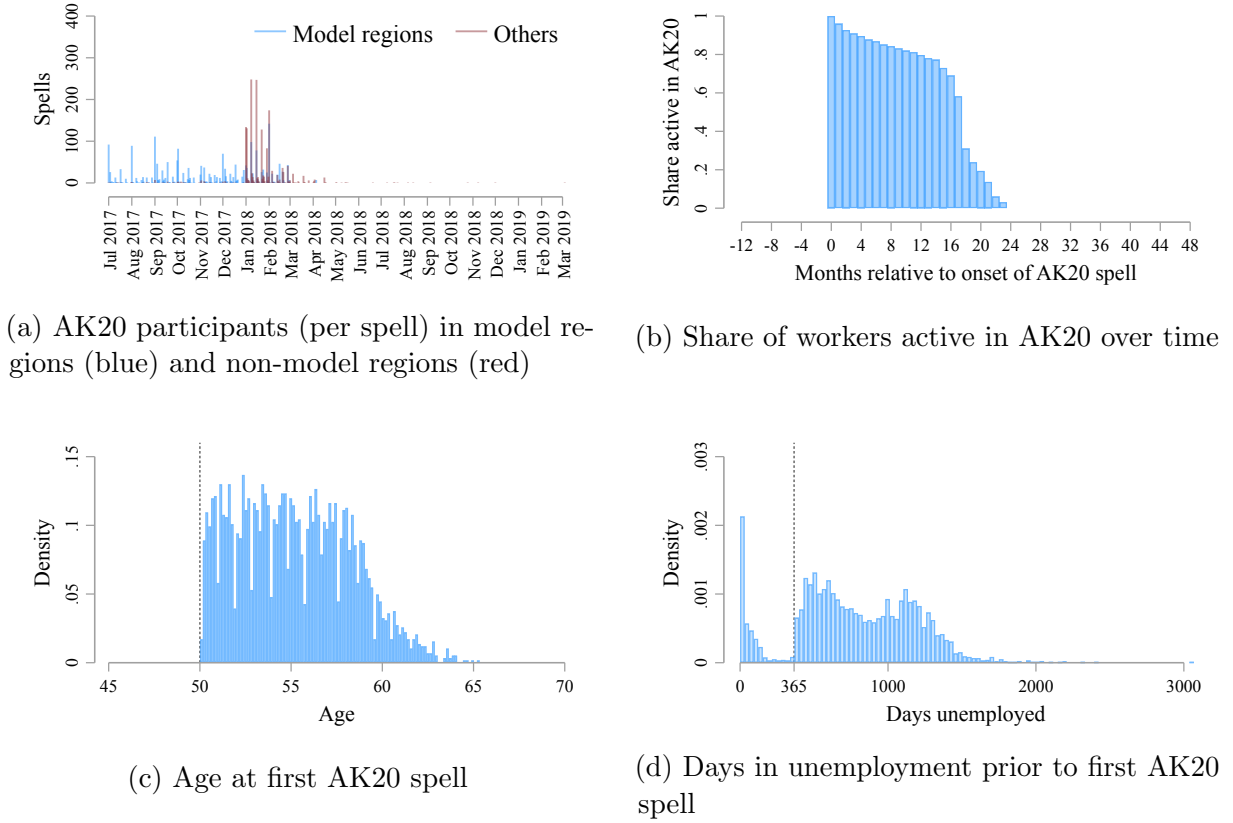 400
300
200
100
0
Spells
Model regions
Others
Jul 2017
Aug 2017
Sep 2017
Oct 2017
Nov 2017
Dec 2017
Jan 2018
Feb 2018
Mar 2018
Apr 2018
May 2018
Jun 2018
Jul 2018
Aug 2018
Sep 2018
Oct 2018
Nov 2018
Dec 2018
Jan 2019
Feb 2019
Mar 2019
(a) AK20 participants (per spell) in model re-
gions (blue) and non-model regions (red)
1
.8
.6
.4
.2
0
Share active in AK20
-12 -8 -4 0 4 8 12 16 20 24 28 32 36 40 44 48
Months relative to onset of AK20 spell
(b) Share of workers active in AK20 over time
.15
.1
.05
0
Density
45 50 55 60 65 70
Age
(c) Age at first AK20 spell
.003
.002
.001
0
Density
0 365 1000 2000 3000
Days unemployed
(d) Days in unemployment prior to first AK20
spell